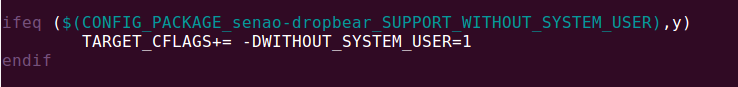 ifeq ($(CONFIG_PACKAGE_senao-dropbear_SUPPORT_WITHOUT_SYSTEM_USER),y)
        TARGET_CFLAGS+= -DWITHOUT_SYSTEM_USER=1
endif